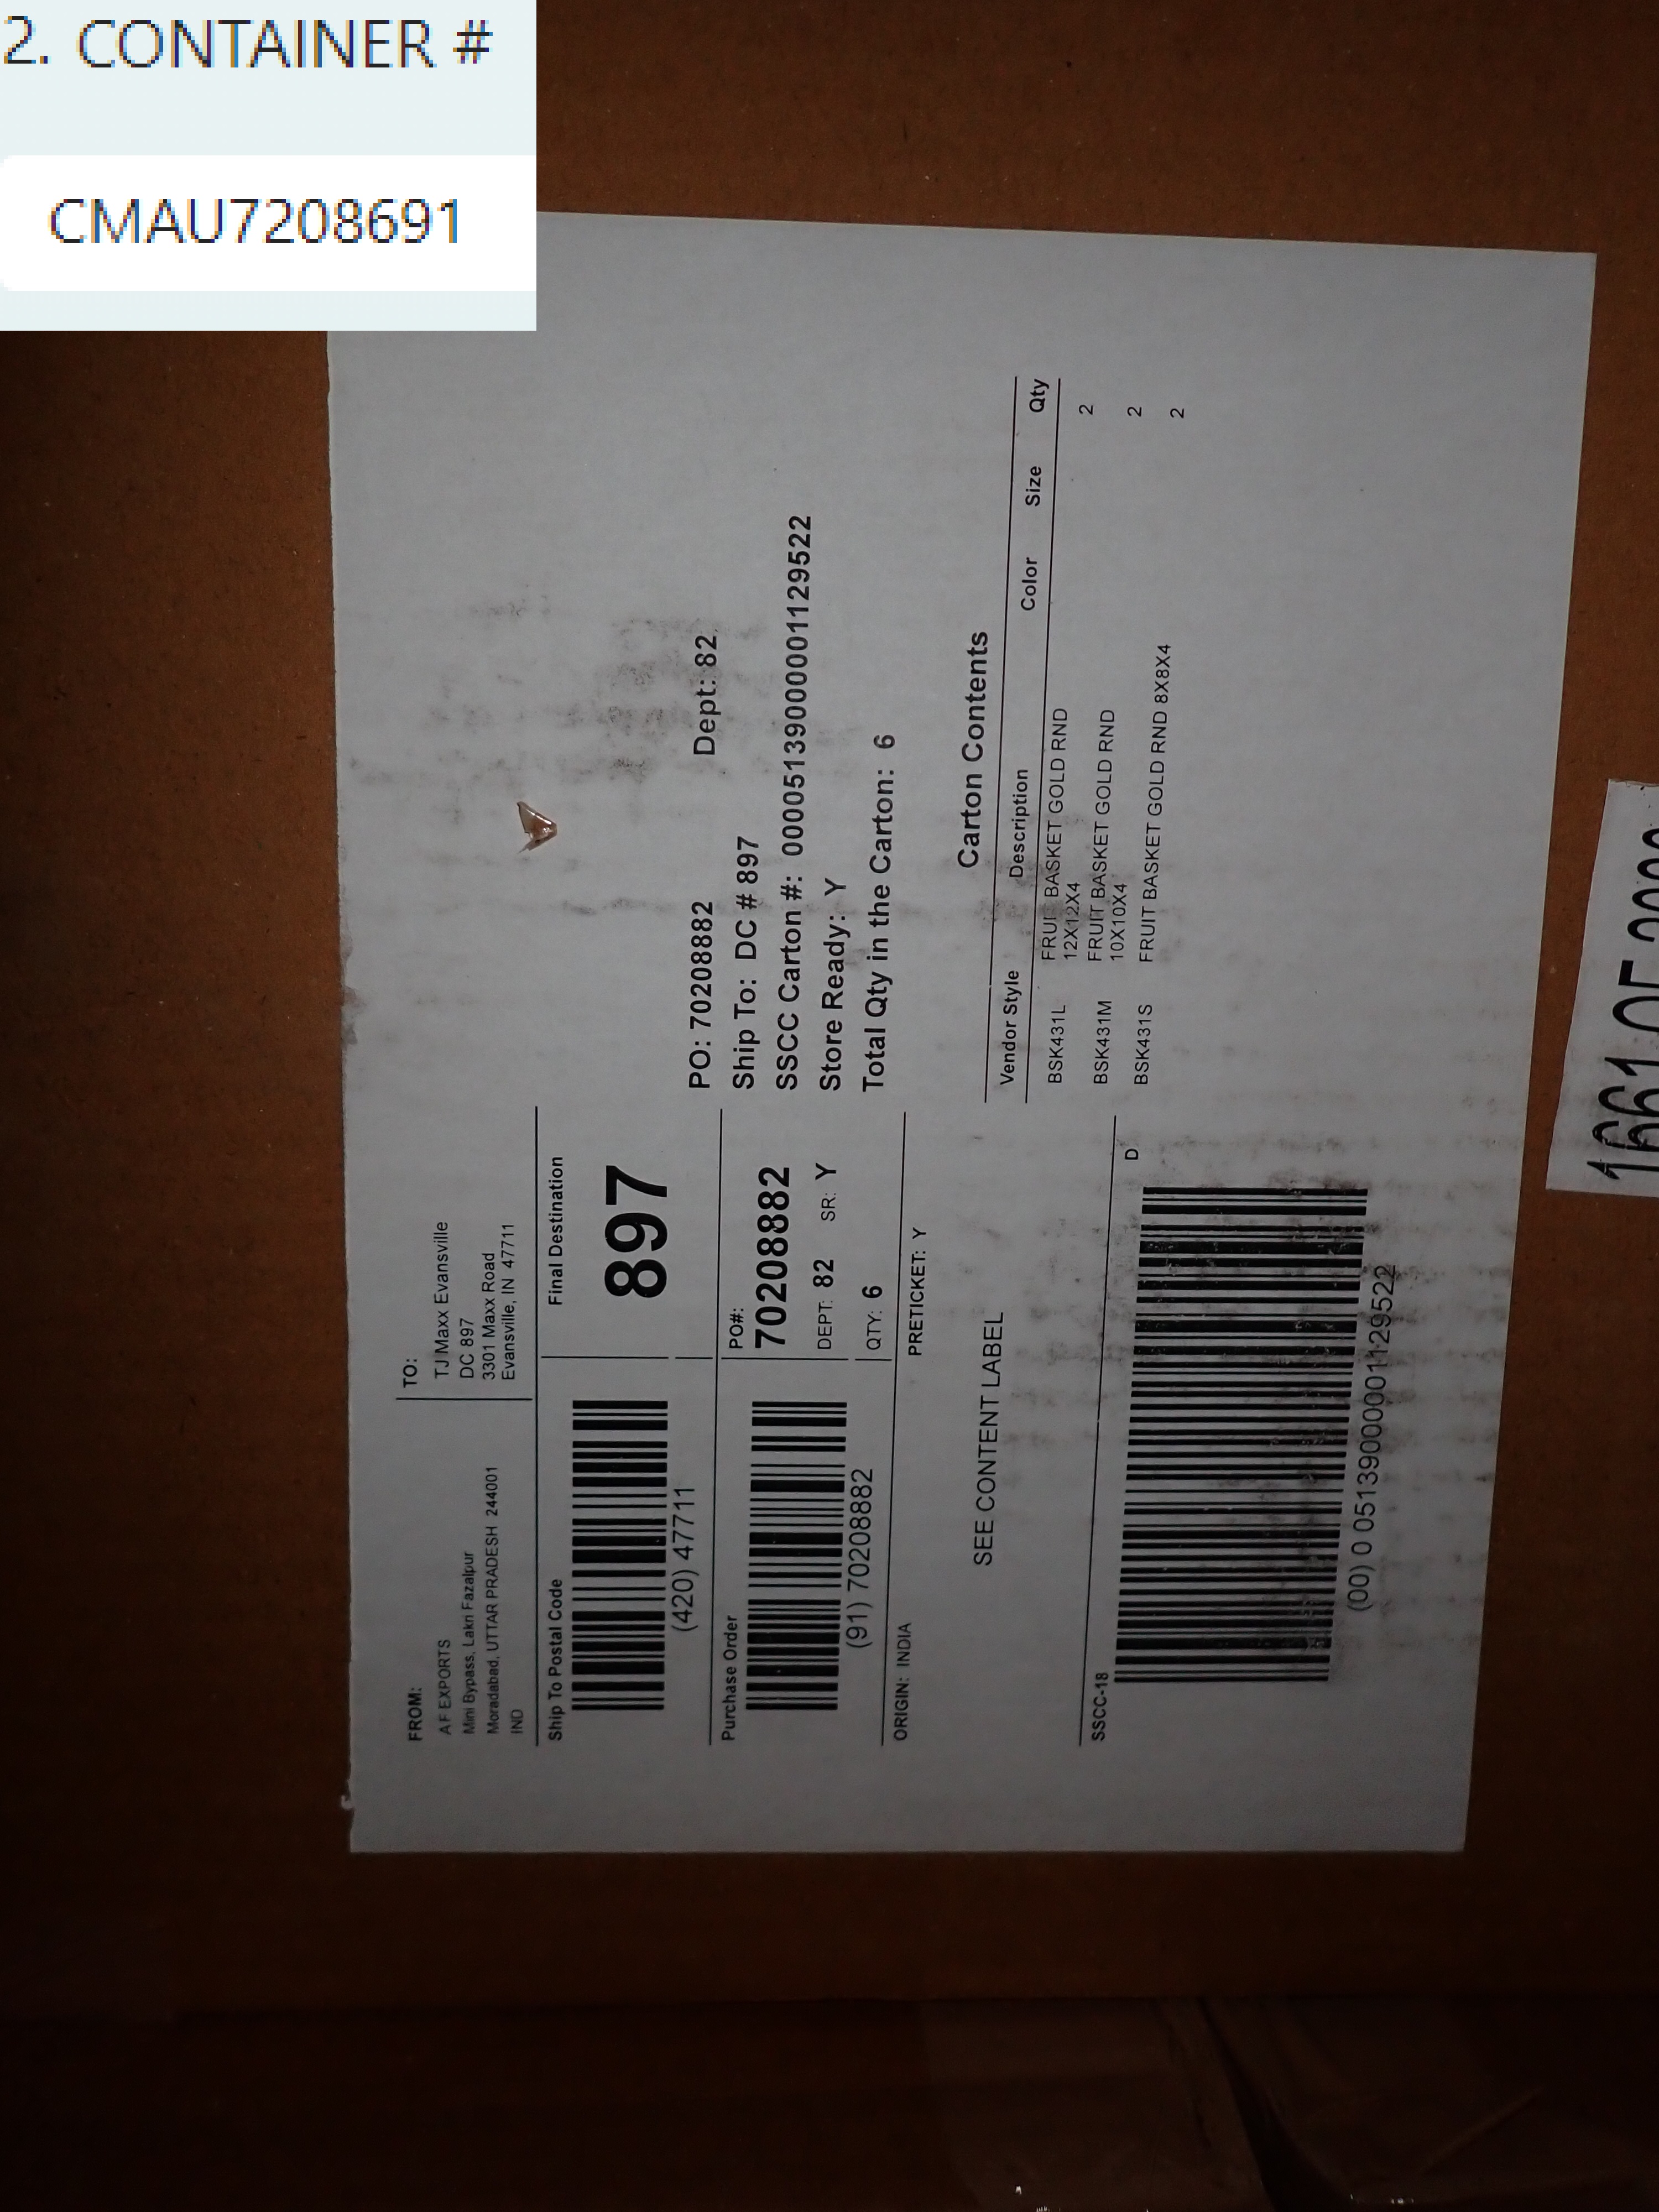 2. CONTAINER #
CMAU7208691
FROM:
A F EXPORTS
Mini Bypass, Lakri Fazalpur
Moradabad, UTTAR PRADESH 244001
IND
TO:
TJ Maxx Evansville
DC 897
3301 Maxx Road
Evansville, IN 47711
Ship To Postal Code
(420) 47711
Final Destination
897
Purchase Order
(91) 70208882
PO#:
70208882
DEPT: 82 SR: Y
QTY: 6
ORIGIN: INDIA
PRETICKET: Y
SEE CONTENT LABEL
SSCC-18
D
(00) 0 05139000001129522
PO: 70208882 Dept: 82
Ship To: DC # 897
SSCC Carton #: 00005139000001129522
Store Ready: Y
Total Qty in the Carton: 6
Carton Contents
Vendor Style Description Color Size Qty
BSK431L FRUIT BASKET GOLD RND 2
12X12X4
BSK431M FRUIT BASKET GOLD RND 2
10X10X4
BSK431S FRUIT BASKET GOLD RND 8X8X4 2
1661 OF